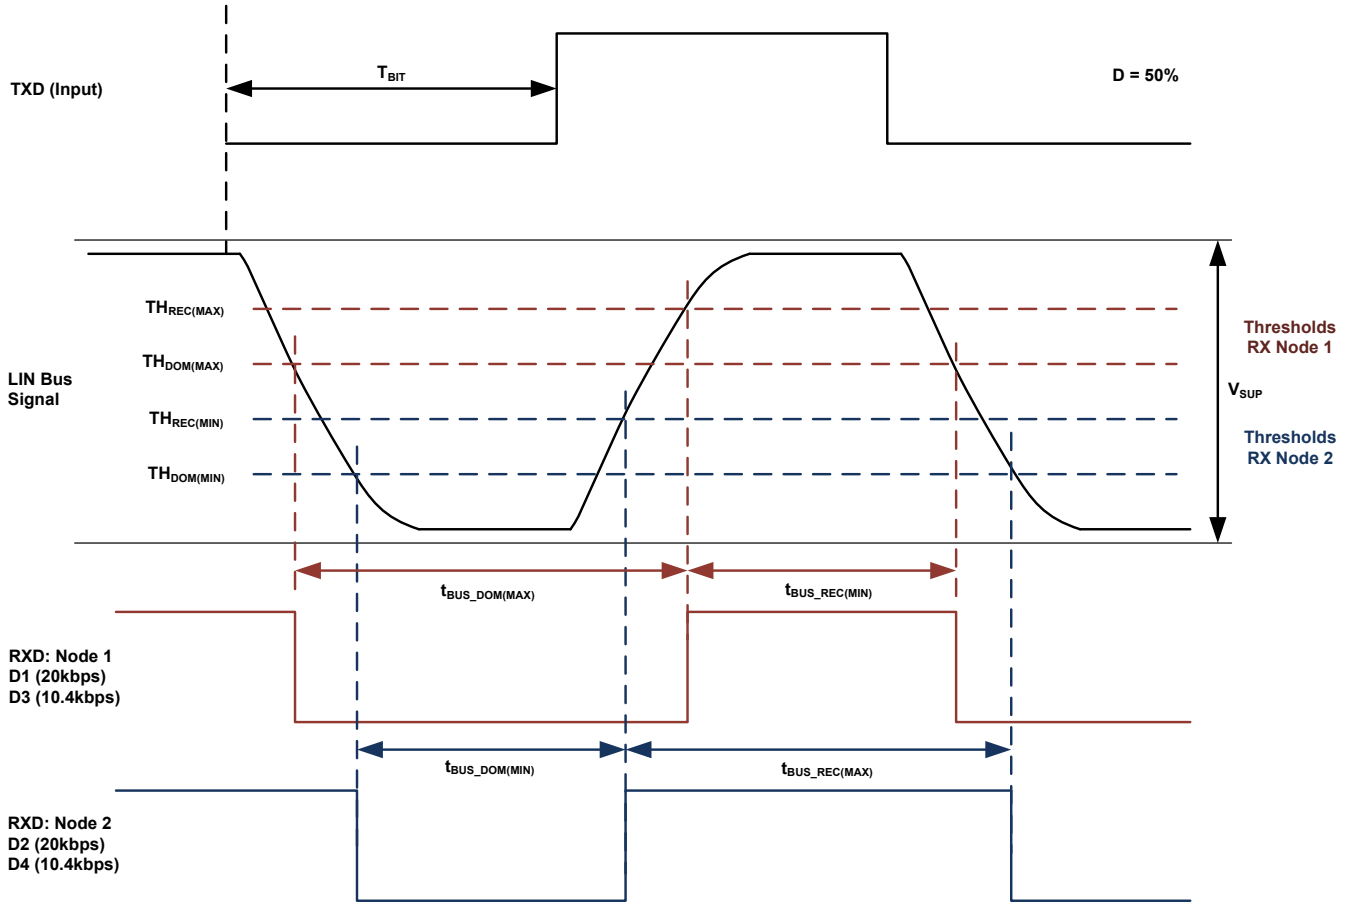 TXD (Input)
TBIT
D = 50%
THREC(MAX)
THDOM(MAX)
THREC(MIN)
THDOM(MIN)
LIN Bus
Signal
Thresholds
RX Node 1
VSUP
Thresholds
RX Node 2
tBUS_DOM(MAX)
tBUS_REC(MIN)
RXD: Node 1
D1 (20kbps)
D3 (10.4kbps)
tBUS_DOM(MIN)
tBUS_REC(MAX)
RXD: Node 2
D2 (20kbps)
D4 (10.4kbps)